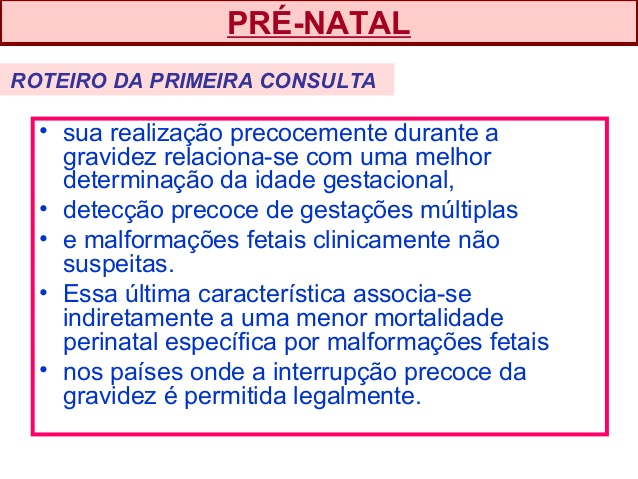 PRÉ-NATAL
ROTEIRO DA PRIMEIRA CONSULTA
• sua realização precocemente durante a
gravidez relaciona-se com uma melhor
determinação da idade gestacional,
• detecção precoce de gestações múltiplas
• e malformações fetais clinicamente não
suspeitas.
• Essa última característica associa-se
indiretamente a uma menor mortalidade
perinatal específica por malformações fetais
• nos países onde a interrupção precoce da
gravidez é permitida legalmente.